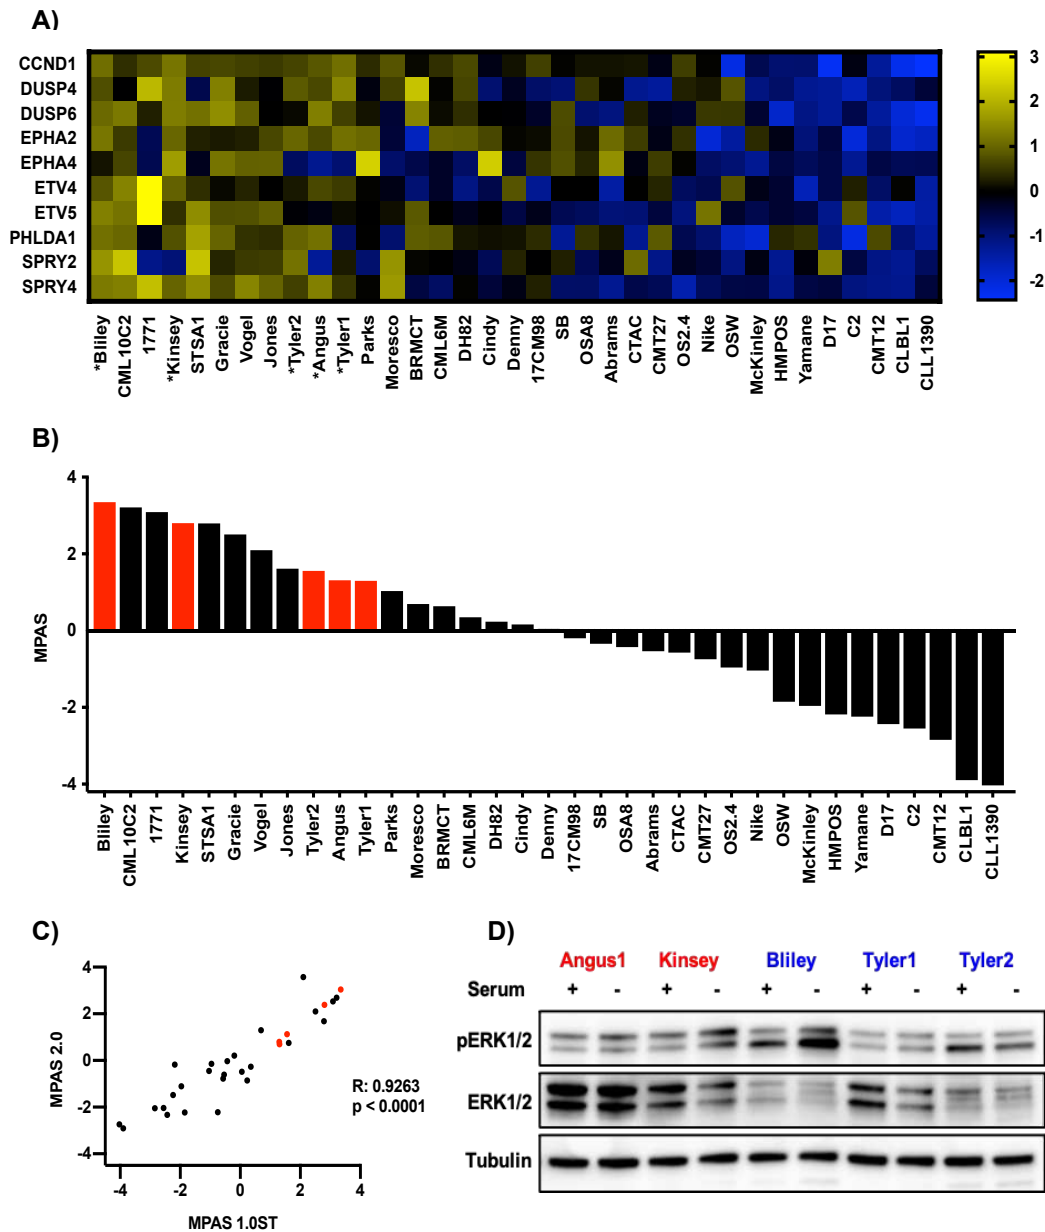 A)
CCND1
DUSP4
DUSP6
EPHA2
EPHA4
ETV4
ETV5
PHLDA1
SPRY2
SPRY4
3
2
1
0
-1
-2
*Bliley
CML10C2
1771
*Kinsey
STSA1
Gracie
Vogel
Jones
*Tyler2
*Angus
*Tyler1
Parks
Moresco
BRMCT
CML6M
DH82
Cindy
Denny
17CM98
SB
OSA8
Abrams
CTAC
CMT27
OS2.4
Nike
OSW
McKinley
HMPOS
Yamane
D17
C2
CMT12
CLBL1
CLL1390
B)
MPAS
4
2
0
-2
-4
Bliley
CML10C2
1771
Kinsey
STSA1
Gracie
Vogel
Jones
Tyler2
Angus
Tyler1
Parks
Moresco
BRMCT
CML6M
DH82
Cindy
Denny
17CM98
SB
OSA8
Abrams
CTAC
CMT27
OS2.4
Nike
OSW
McKinley
HMPOS
Yamane
D17
C2
CMT12
CLBL1
CLL1390
C)
MPAS 2.0
4
2
0
-2
-4
R: 0.9263
p < 0.0001
-4 -2 0 2 4
MPAS 1.0ST
D)
Angus1 Kinsey Bliley Tyler1 Tyler2
Serum + - + - + - + - + -
pERK1/2
ERK1/2
Tubulin